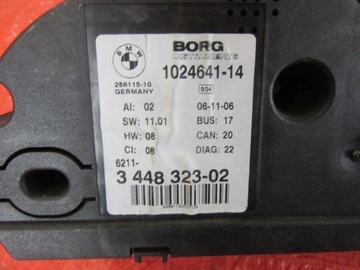 BMW
BORG
INSTRUMENTS
1024641-14
258115-10
GERMANY
904
AI: 02 06-11-06
SW: 11,01 BUS: 17
HW: 08 CAN: 20
CI: 08 DIAG: 22
6211-
3 448 323-02